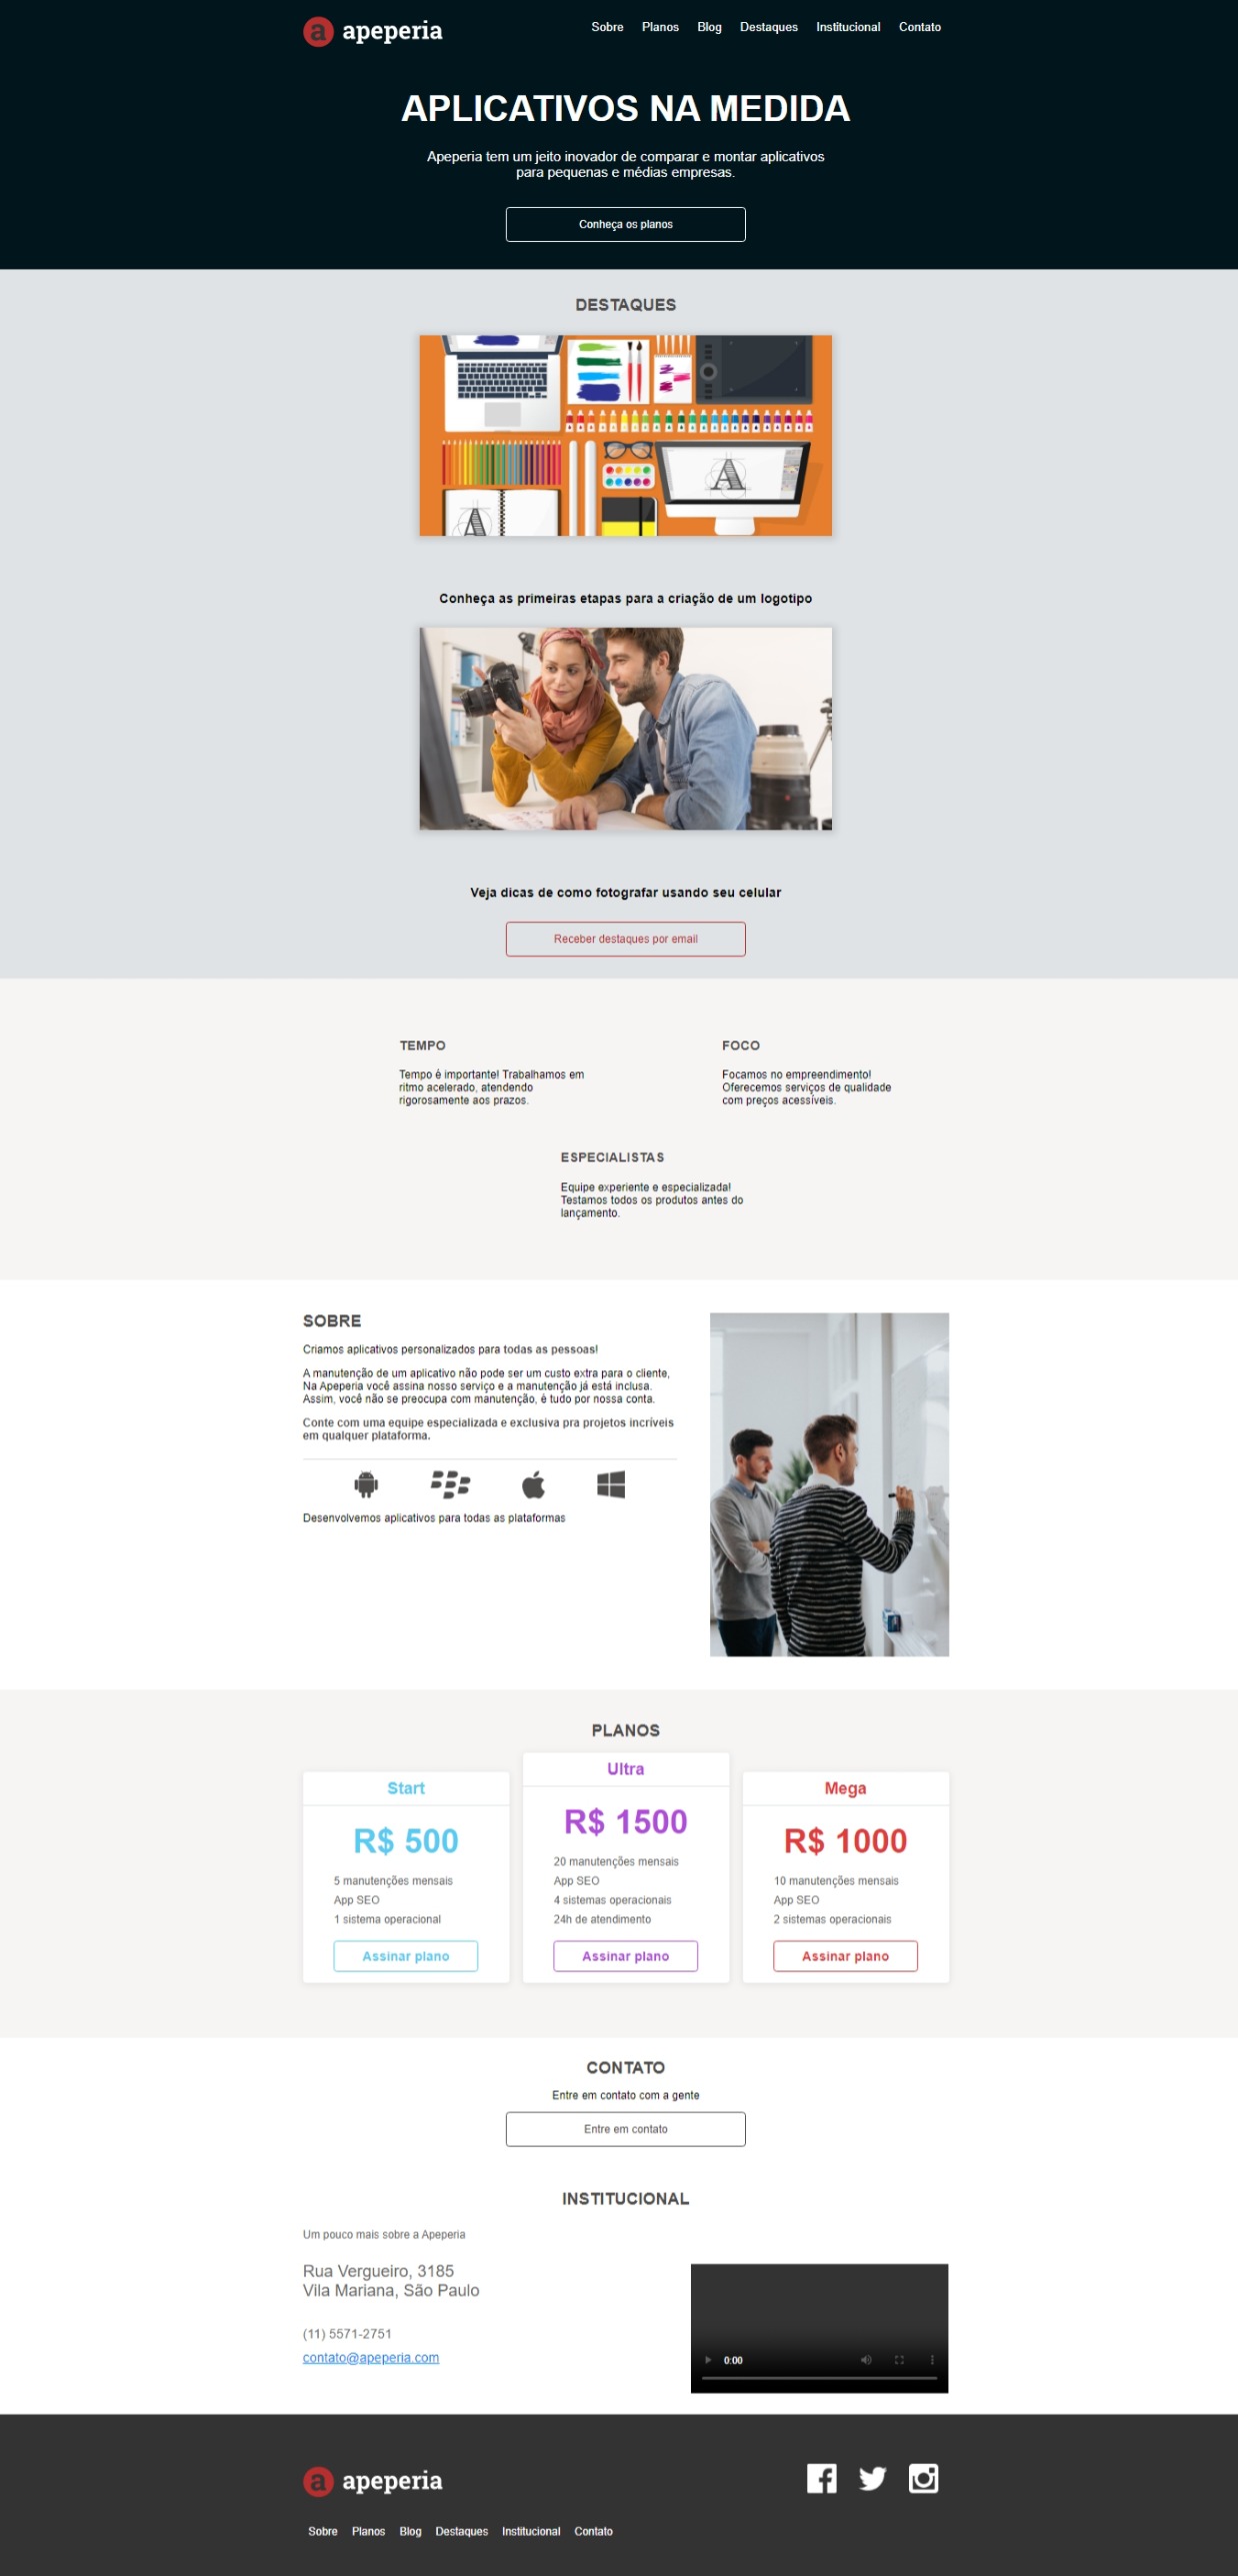 a apeperia
Sobre Planos Blog Destaques Institucional Contato
APLICATIVOS NA MEDIDA
Apeperia tem um jeito inovador de comparar e montar aplicativos
para pequenas e médias empresas.
Conheça os planos
DESTAQUES
A
A
Conheça as primeiras etapas para a criação de um logotipo
Veja dicas de como fotografar usando seu celular
Receber destaques por email
TEMPO
Tempo é importante! Trabalhamos em
ritmo acelerado, atendendo
rigorosamente aos prazos.
FOCO
Focamos no empreendimento!
Oferecemos serviços de qualidade
com preços acessíveis.
ESPECIALISTAS
Equipe experiente e especializada!
Testamos todos os produtos antes do
lançamento.
SOBRE
Criamos aplicativos personalizados para todas as pessoas!
A manutenção de um aplicativo não pode ser um custo extra para o cliente,
Na Apeperia você assina nosso serviço e a manutenção já está inclusa.
Assim, você não se preocupa com manutenção, é tudo por nossa conta.
Conte com uma equipe especializada e exclusiva pra projetos incríveis
em qualquer plataforma.
Desenvolvemos aplicativos para todas as plataformas
PLANOS
Start
R$ 500
5 manutenções mensais
App SEO
1 sistema operacional
Assinar plano
Ultra
R$ 1500
20 manutenções mensais
App SEO
4 sistemas operacionais
24h de atendimento
Assinar plano
Mega
R$ 1000
10 manutenções mensais
App SEO
2 sistemas operacionais
Assinar plano
CONTATO
Entre em contato com a gente
Entre em contato
INSTITUCIONAL
Um pouco mais sobre a Apeperia
Rua Vergueiro, 3185
Vila Mariana, São Paulo
(11) 5571-2751
contato@apeperia.com
0:00
a apeperia
Sobre Planos Blog Destaques Institucional Contato